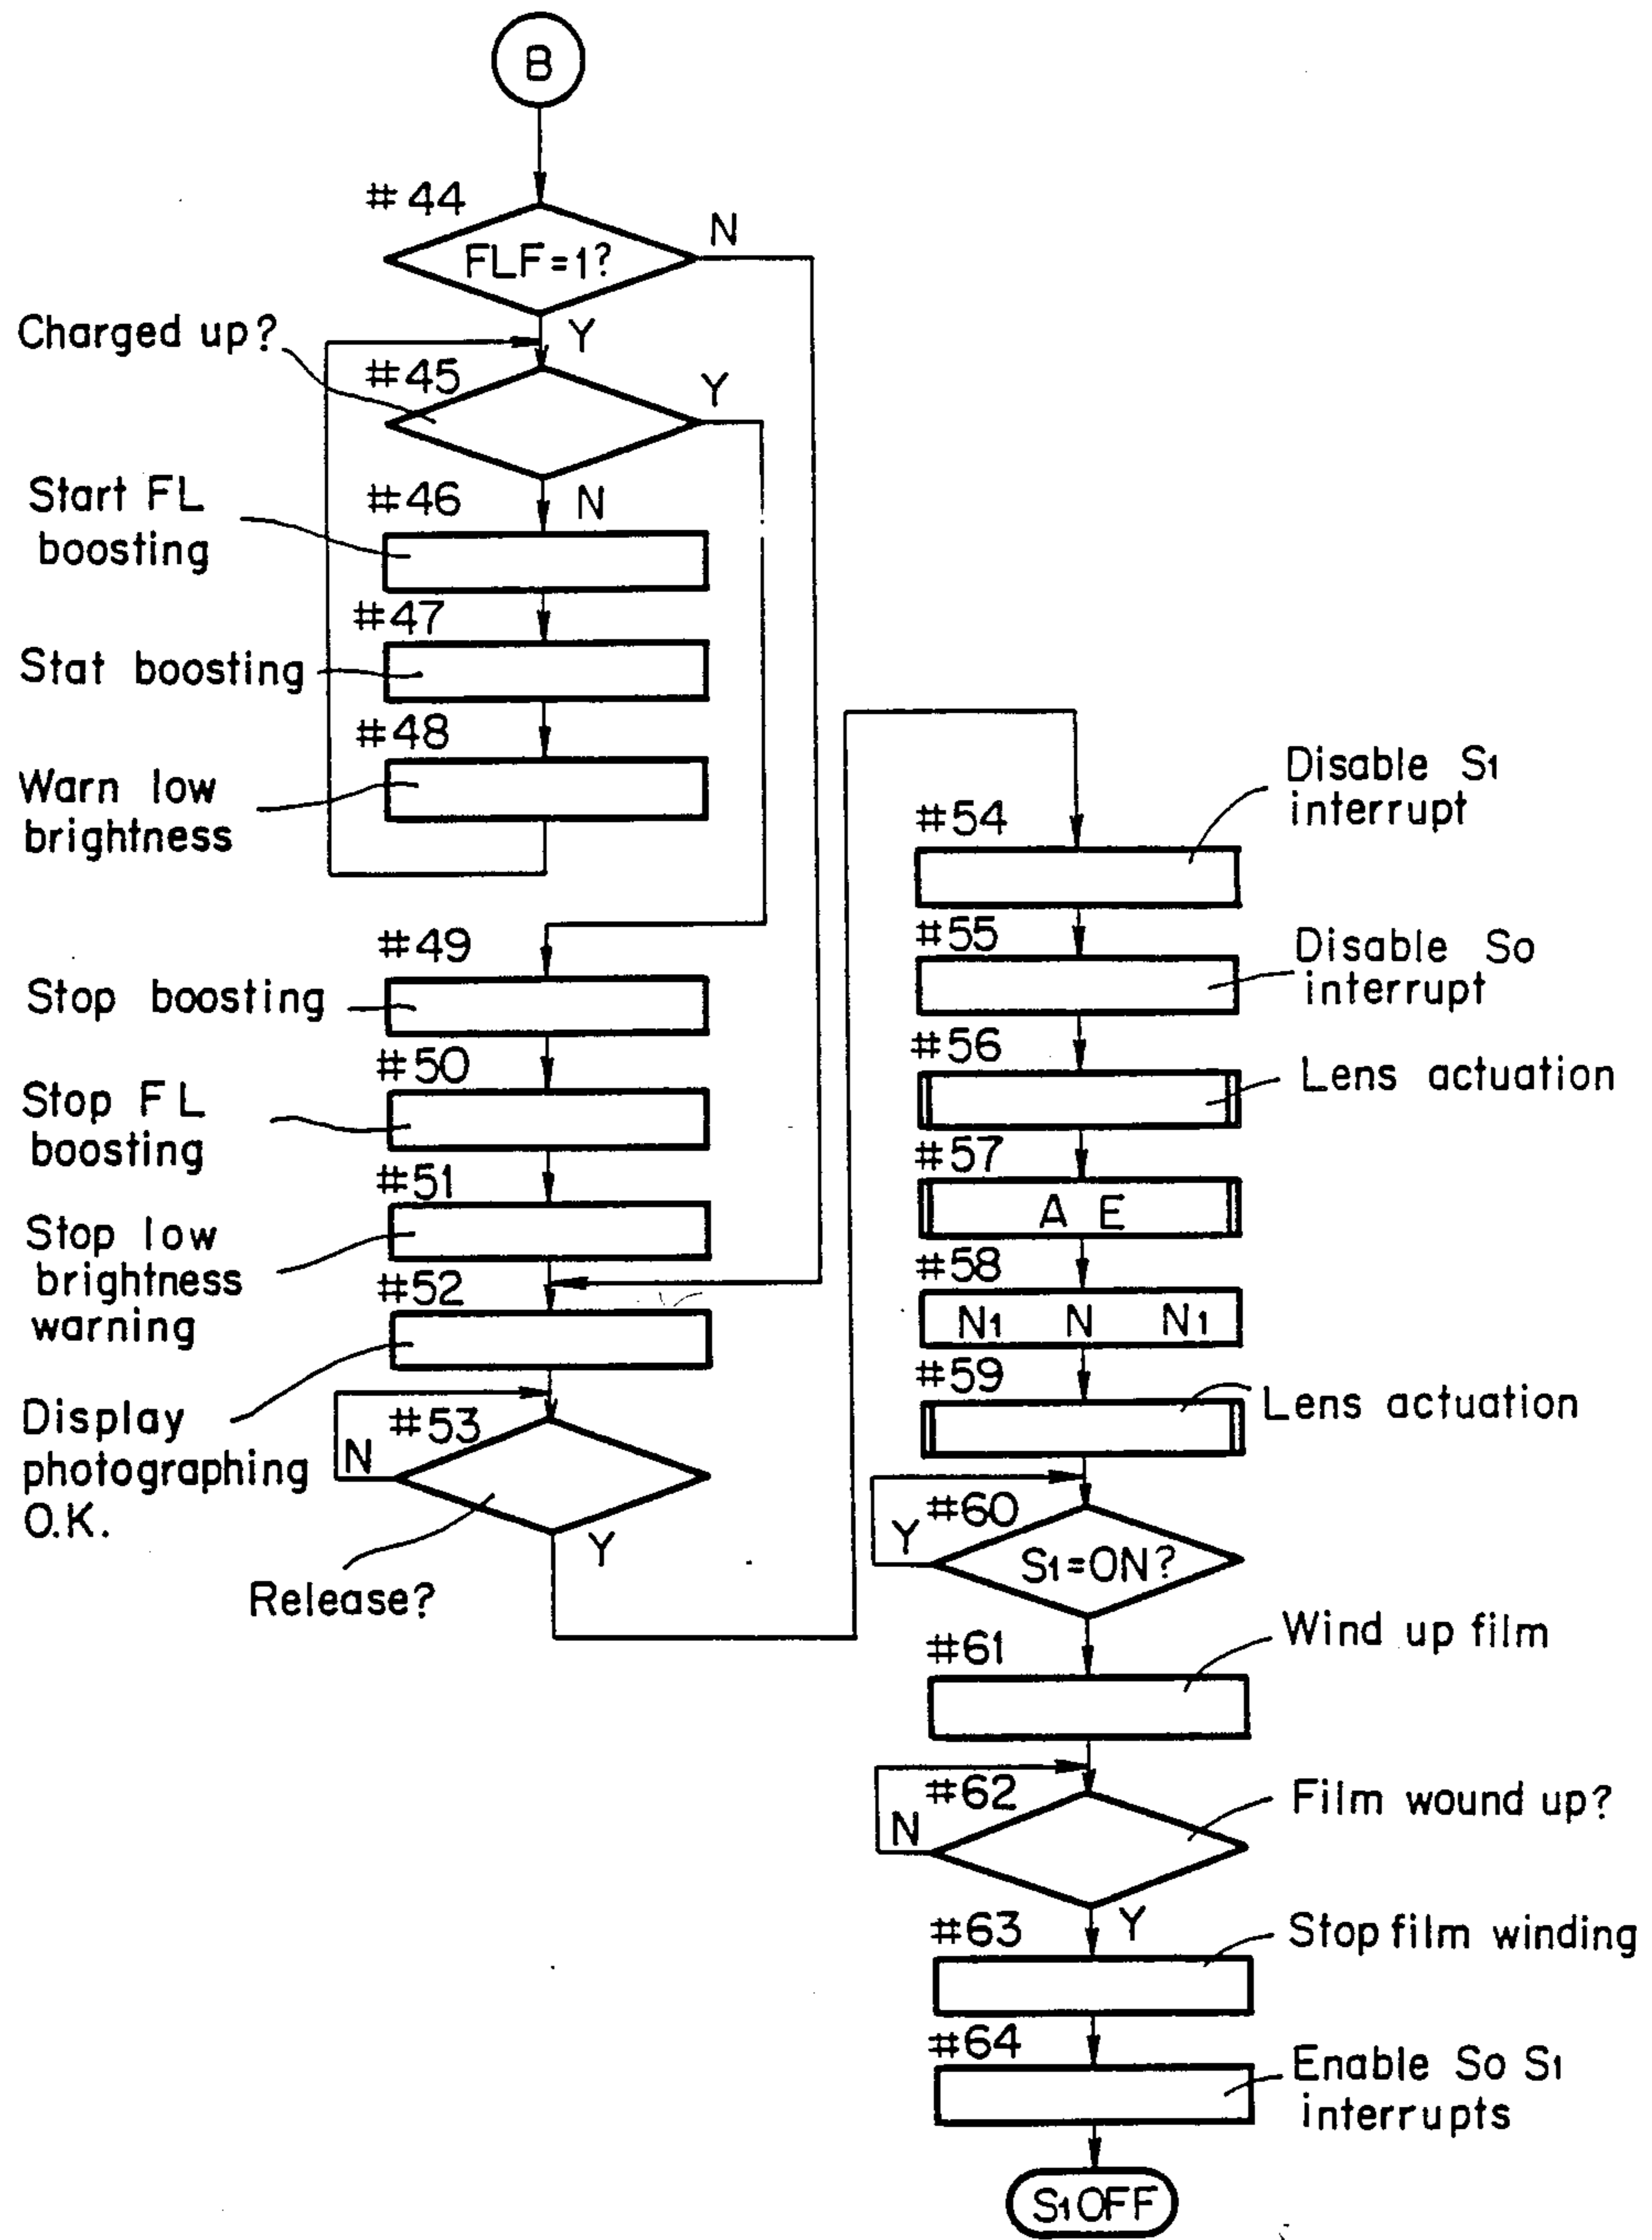 B
#44
FLF=1?
N
Y
Charged up?
#45
Y
N
#46
Start FL
boosting
#47
Stat boosting
#48
Warn low
brightness
#49
Stop boosting
#50
Stop FL
boosting
#51
Stop low
brightness
warning
#52
Display
photographing
O.K.
#53
N
Y
Release?
#54
Disable S1
interrupt
#55
Disable S0
interrupt
#56
Lens actuation
#57
A E
#58
N1 N N1
#59
Lens actuation
#60
Y
S1=ON?
#61
Wind up film
#62
N
Film wound up?
Y
#63
Stop film winding
#64
Enable S0 S1
interrupts
S1OFF